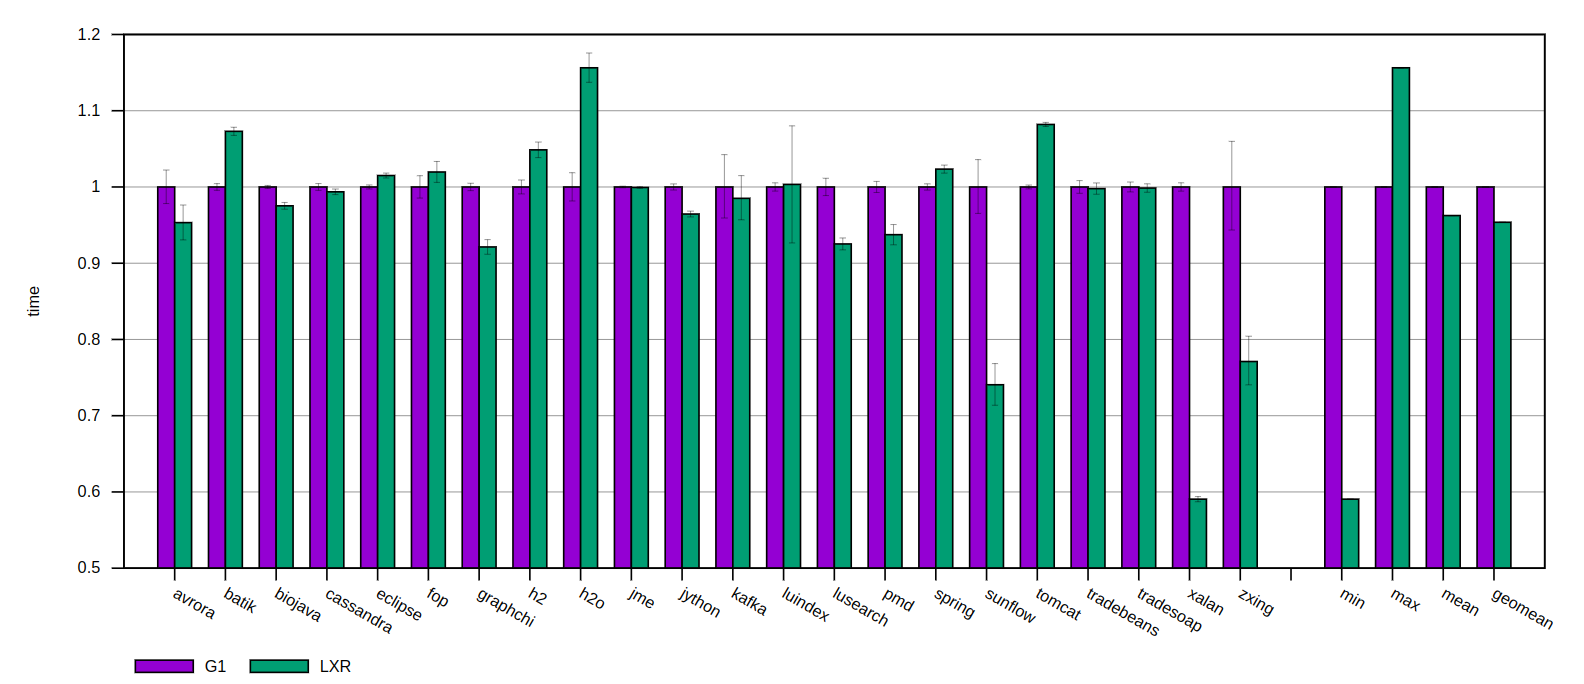 1.2
1.1
1
0.9
0.8
0.7
0.6
0.5
time
avrora
batik
biojava
cassandra
eclipse
fop
graphchi
h2
h2o
jme
jython
kafka
luindex
lusearch
pmd
spring
sunflow
tomcat
tradebeans
tradesoap
xalan
zxing
min
max
mean
geomean
G1
LXR